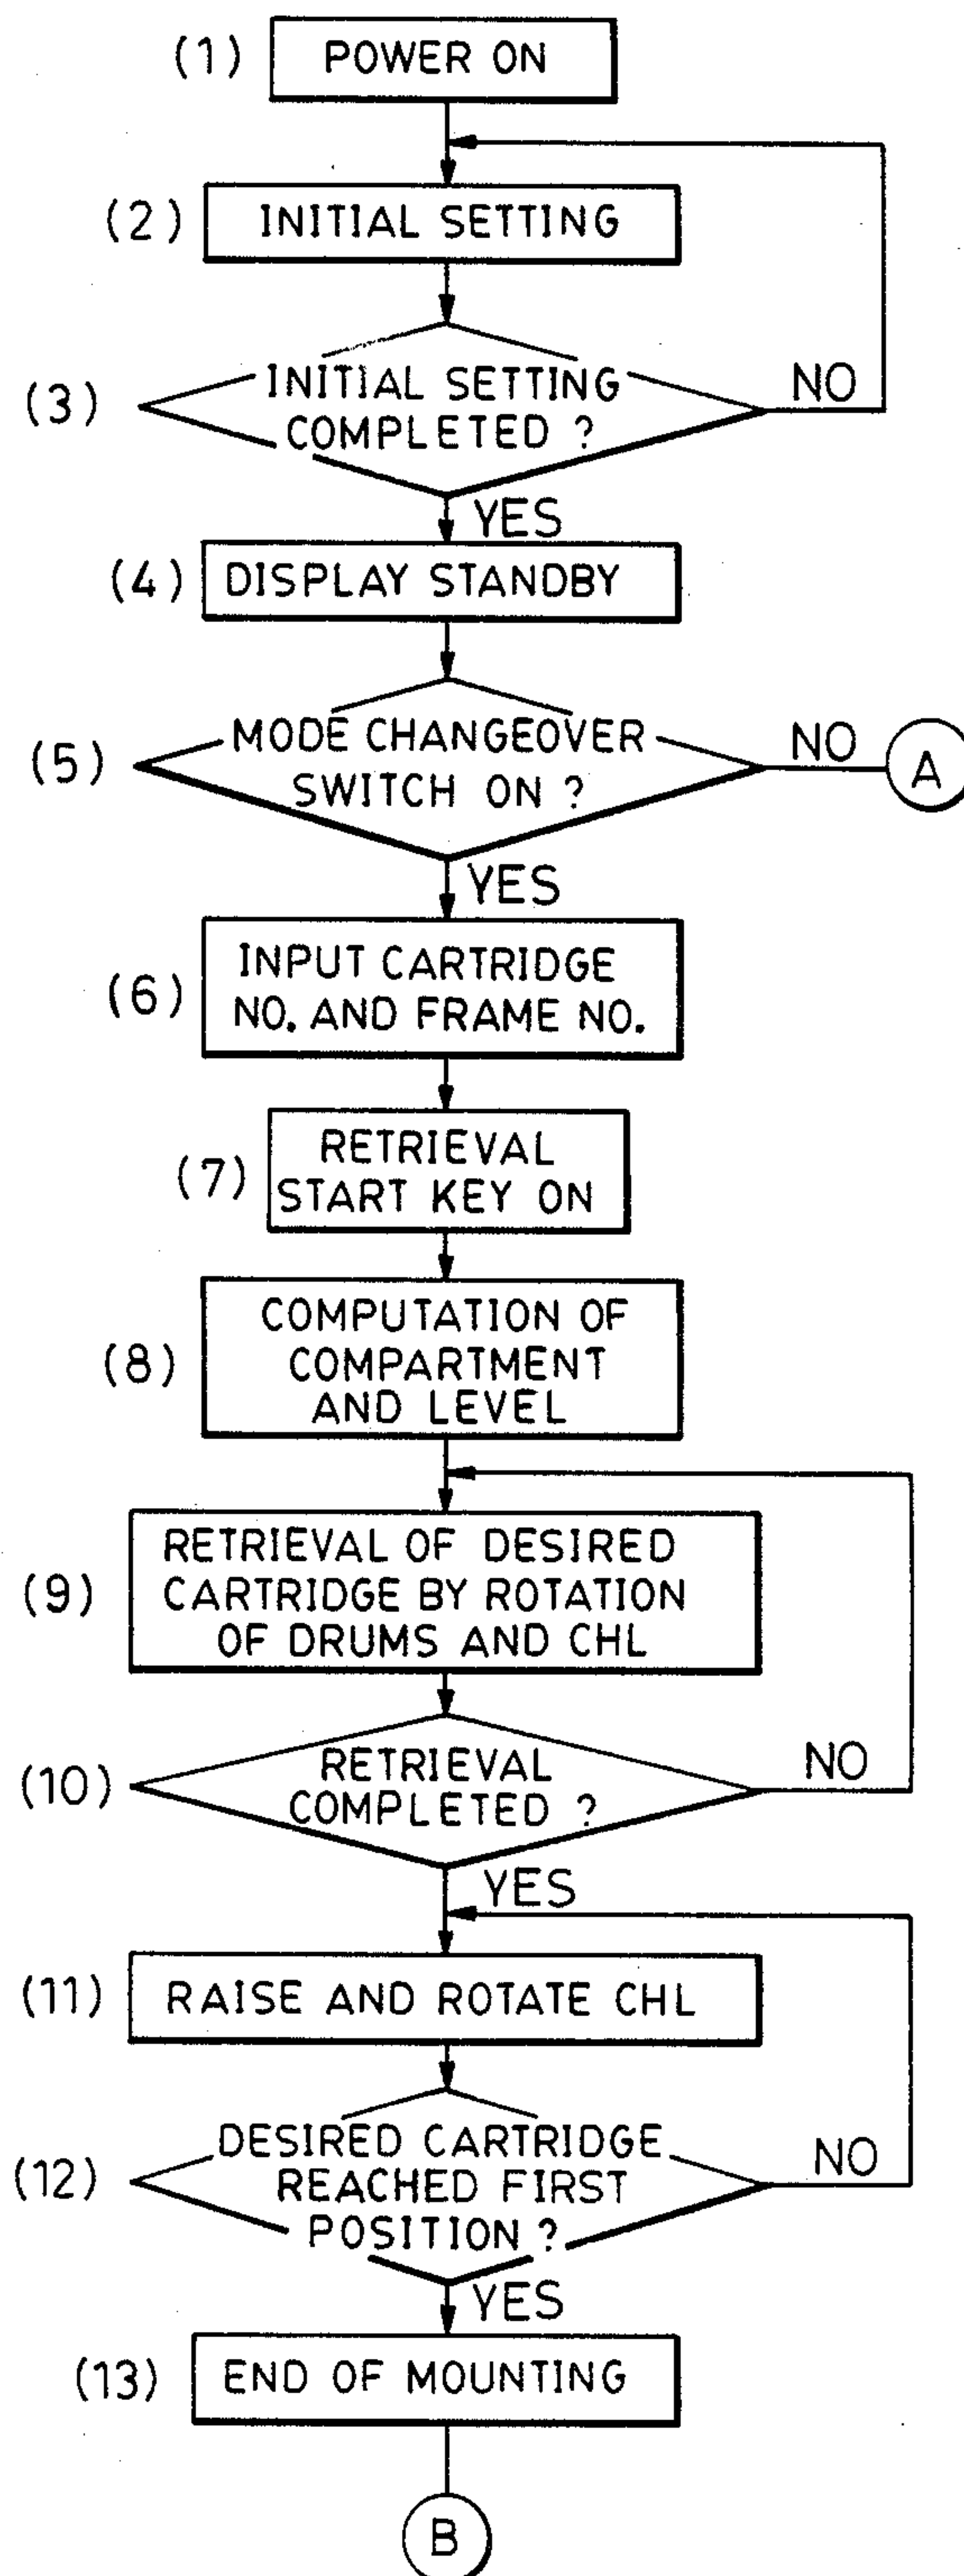 (1) POWER ON
(2) INITIAL SETTING
(3) INITIAL SETTING
COMPLETED ?
NO
YES
(4) DISPLAY STANDBY
(5) MODE CHANGEOVER
SWITCH ON ?
NO
A
YES
(6) INPUT CARTRIDGE
NO. AND FRAME NO.
(7) RETRIEVAL
START KEY ON
(8) COMPUTATION OF
COMPARTMENT
AND LEVEL
(9) RETRIEVAL OF DESIRED
CARTRIDGE BY ROTATION
OF DRUMS AND CHL
(10) RETRIEVAL
COMPLETED ?
NO
YES
(11) RAISE AND ROTATE CHL
(12) DESIRED CARTRIDGE
REACHED FIRST
POSITION ?
NO
YES
(13) END OF MOUNTING
B